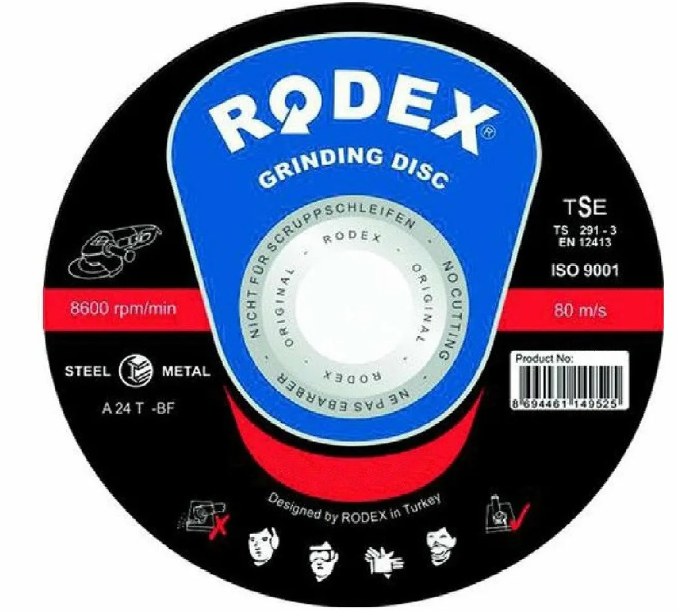 RODEX®
GRINDING DISC
NICHT FÜR SCRUPPSCHLEIFEN - NO CUTTING - NE PAS EBARBER -
RODEX - ORIGINAL - RODEX - ORIGINAL -
TSE
TS 291 - 3
EN 12413
ISO 9001
8600 rpm/min
80 m/s
STEEL METAL
A 24 T -BF
Product No:
8 694461 149525
Designed by RODEX in Turkey